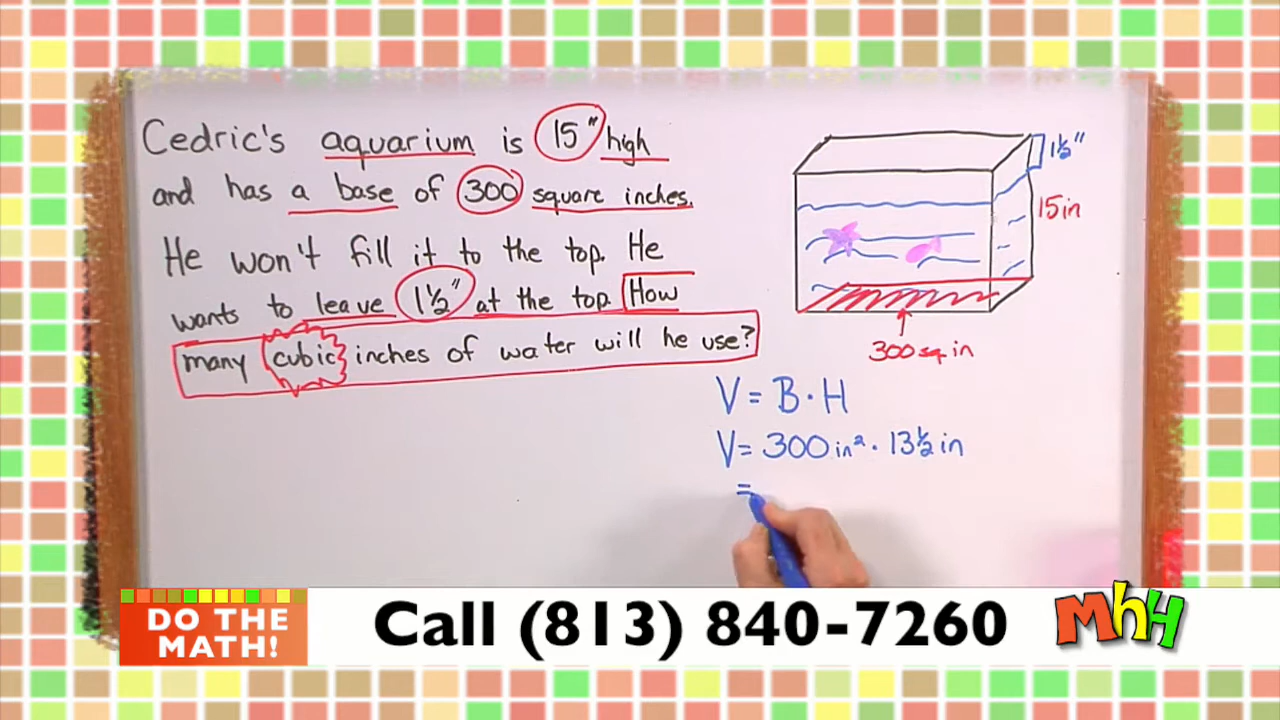 Cedric's aquarium is 15" high
and has a base of 300 square inches.
He won't fill it to the top. He
wants to leave 1½" at the top. How
many cubic inches of water will he use?
1½"
15in
300 sq in
V = B · H
V = 300 in² · 13½ in
=
DO THE
MATH!
Call (813) 840-7260
Mh4